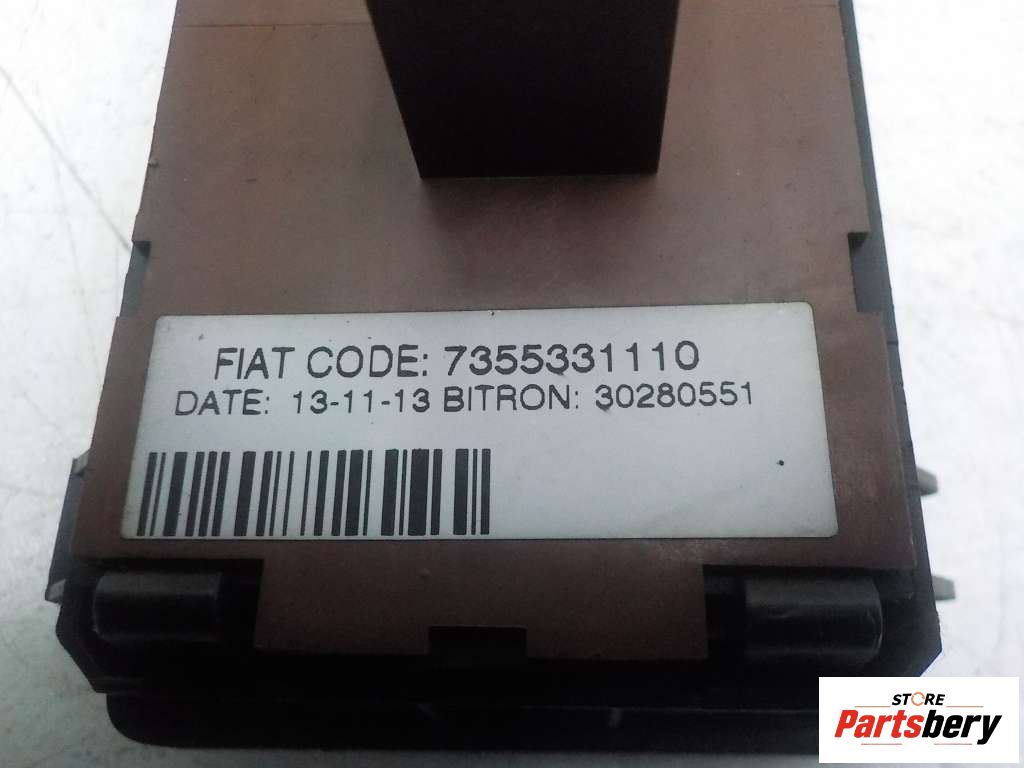 FIAT CODE: 7355331110
DATE: 13-11-13 BITRON: 30280551
STORE
Partsbery